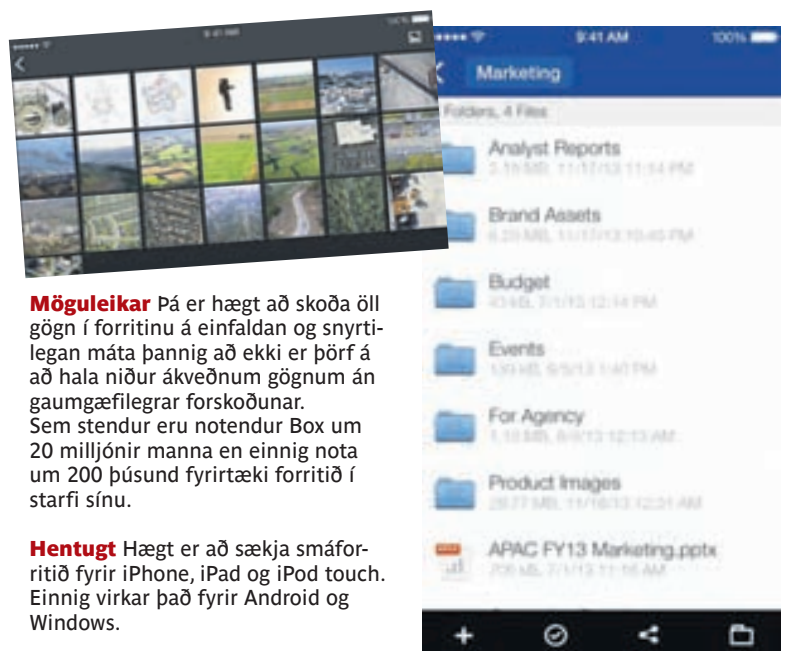 9:41 AM
100%
9:41 AM
100%
Marketing
Folders, 4 Files
Analyst Reports
Brand Assets
Budget
Events
For Agency
Product Images
APAC FY13 Marketing.pptx
Möguleikar Þá er hægt að skoða öll
gögn í forritinu á einfaldan og snyrti-
legan máta þannig að ekki er þörf á
að hala niður ákveðnum gögnum án
gaumgæfilegrar forskoðunar.
Sem stendur eru notendur Box um
20 milljónir manna en einnig nota
um 200 þúsund fyrirtæki forritið í
starfi sínu.
Hentugt Hægt er að sækja smáfor-
ritið fyrir iPhone, iPad og iPod touch.
Einnig virkar það fyrir Android og
Windows.